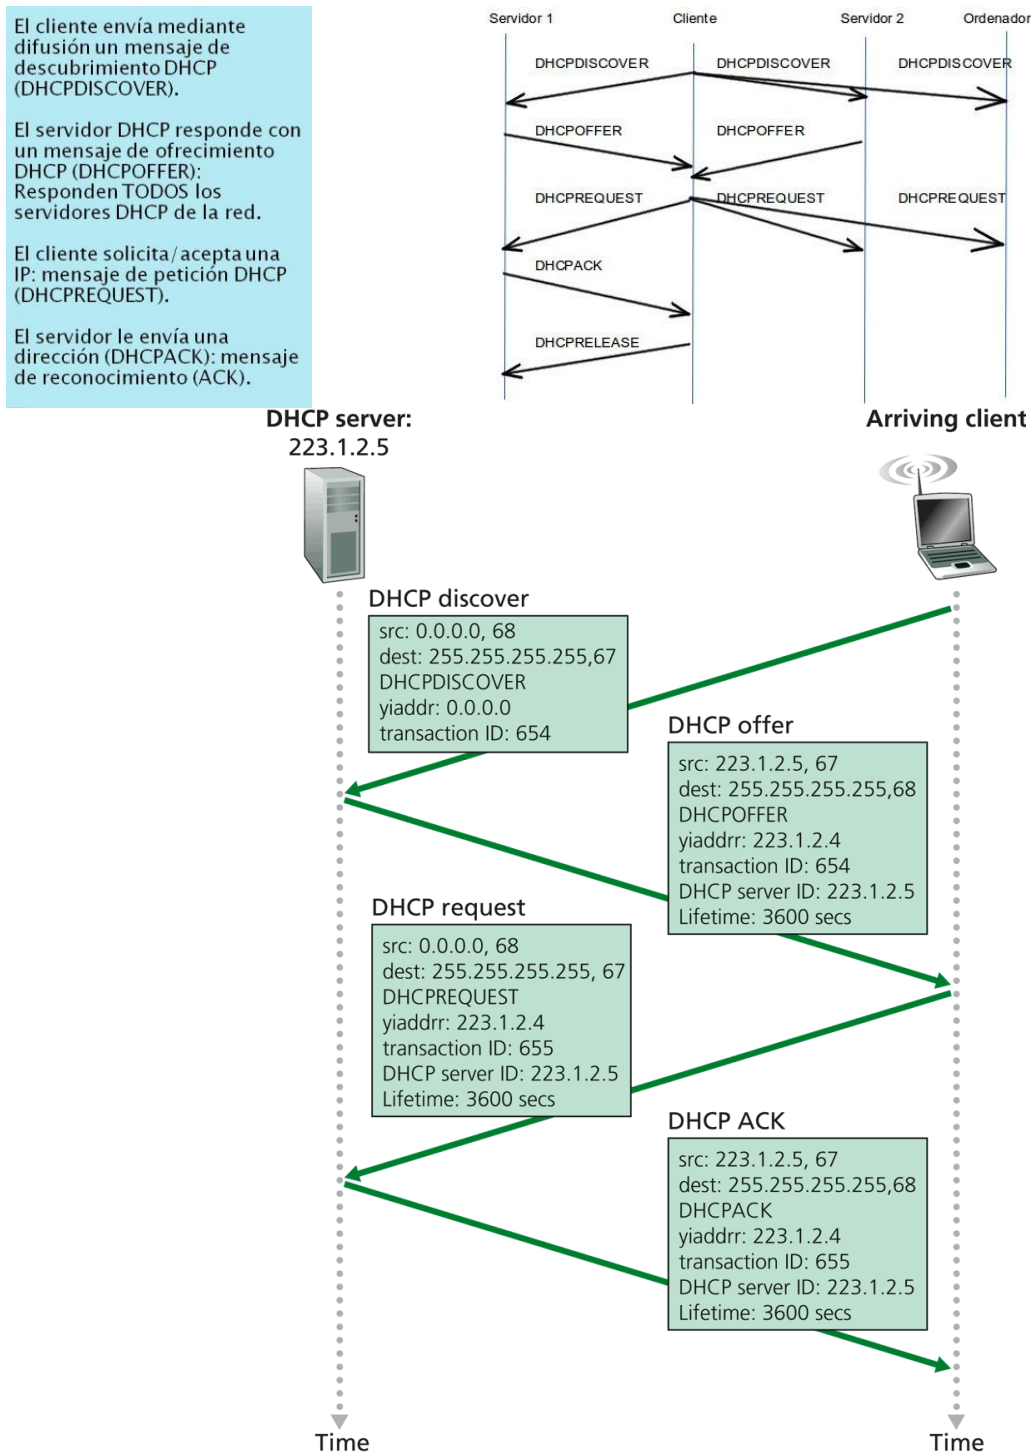 El cliente envía mediante
difusión un mensaje de
descubrimiento DHCP
(DHCPDISCOVER).
El servidor DHCP responde con
un mensaje de ofrecimiento
DHCP (DHCPOFFER):
Responden TODOS los
servidores DHCP de la red.
El cliente solicita/acepta una
IP: mensaje de petición DHCP
(DHCPREQUEST).
El servidor le envía una
dirección (DHCPACK): mensaje
de reconocimiento (ACK).
Servidor 1 Cliente Servidor 2 Ordenador
DHCPDISCOVER DHCPDISCOVER DHCPDISCOVER
DHCPOFFER DHCPOFFER
DHCPREQUEST DHCPREQUEST DHCPREQUEST
DHCPACK
DHCPRELEASE
DHCP server:
223.1.2.5
Arriving client
DHCP discover
src: 0.0.0.0, 68
dest: 255.255.255.255,67
DHCPDISCOVER
yiaddr: 0.0.0.0
transaction ID: 654
DHCP offer
src: 223.1.2.5, 67
dest: 255.255.255.255,68
DHCPOFFER
yiaddrr: 223.1.2.4
transaction ID: 654
DHCP server ID: 223.1.2.5
Lifetime: 3600 secs
DHCP request
src: 0.0.0.0, 68
dest: 255.255.255.255, 67
DHCPREQUEST
yiaddrr: 223.1.2.4
transaction ID: 655
DHCP server ID: 223.1.2.5
Lifetime: 3600 secs
DHCP ACK
src: 223.1.2.5, 67
dest: 255.255.255.255,68
DHCPACK
yiaddrr: 223.1.2.4
transaction ID: 655
DHCP server ID: 223.1.2.5
Lifetime: 3600 secs
Time Time